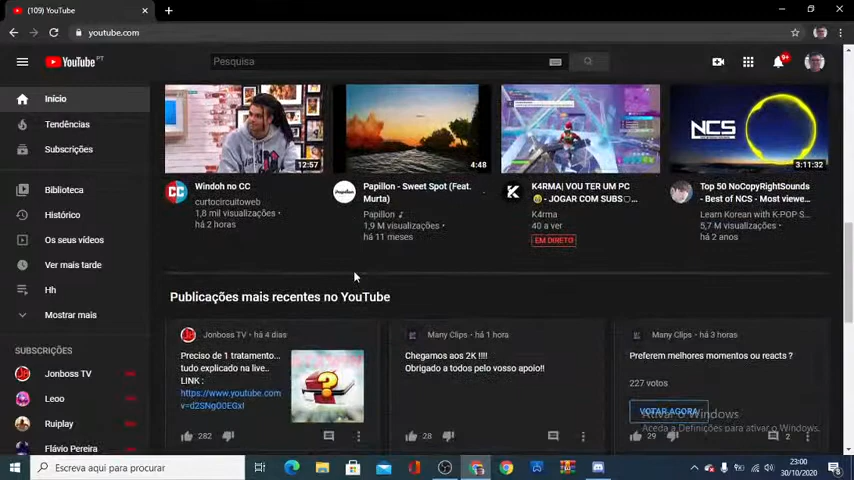 (109) YouTube
youtube.com
YouTube PT
Pesquisa
9+
Início
Tendências
Subscrições
Biblioteca
Histórico
Os seus vídeos
Ver mais tarde
Hh
Mostrar mais
SUBSCRIÇÕES
Jonboss TV
Leoo
Ruiplay
Flávio Pereira
12:57
CC
Windoh no CC
curtocircuitoweb
1,8 mil visualizações •
há 2 horas
4:48
Papillon - Sweet Spot (Feat.
Murta)
Papillon
1,9 M visualizações •
há 11 meses
K4RMA| VOU TER UM PC
- JOGAR COM SUBS
K4rma
40 a ver
EM DIRETO
NCS
3:11:32
Top 50 NoCopyRightSounds
- Best of NCS - Most viewe...
Learn Korean with K-POP S...
5,7 M visualizações •
há 2 anos
Publicações mais recentes no YouTube
Jonboss TV • há 4 dias
Preciso de 1 tratamento...
tudo explicado na live..
LINK :
https://www.youtube.com
v=d2SNg00EGxI
?
282
Many Clips • há 1 hora
Chegamos aos 2K !!!!
Obrigado a todos pelo vosso apoio!!
28
Many Clips • há 3 horas
Preferem melhores momentos ou reacts ?
227 votos
VOTAR AGORA
29
2
Ativar o Windows
Aceda a Definições para ativar o Windows.
Escreve aqui para procurar
23:00
30/10/2020